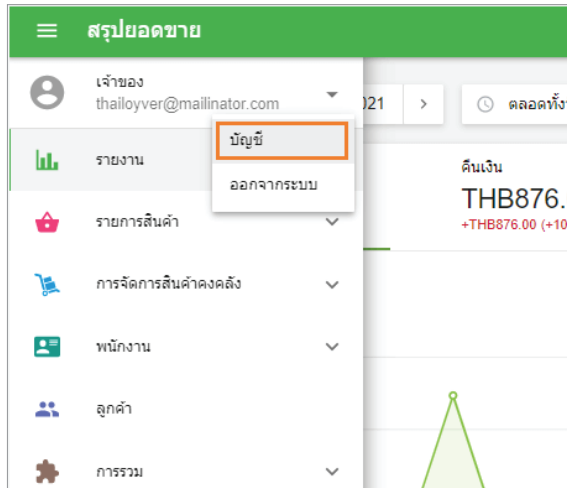 สรุปยอดขาย
เจ้าของ
thailoyver@mailinator.com
บัญชี
ออกจากระบบ
รายงาน
รายการสินค้า
การจัดการสินค้าคงคลัง
พนักงาน
ลูกค้า
การรวม
021
ตลอดทั้ง
คืนเงิน
THB876.
+THB876.00 (+10